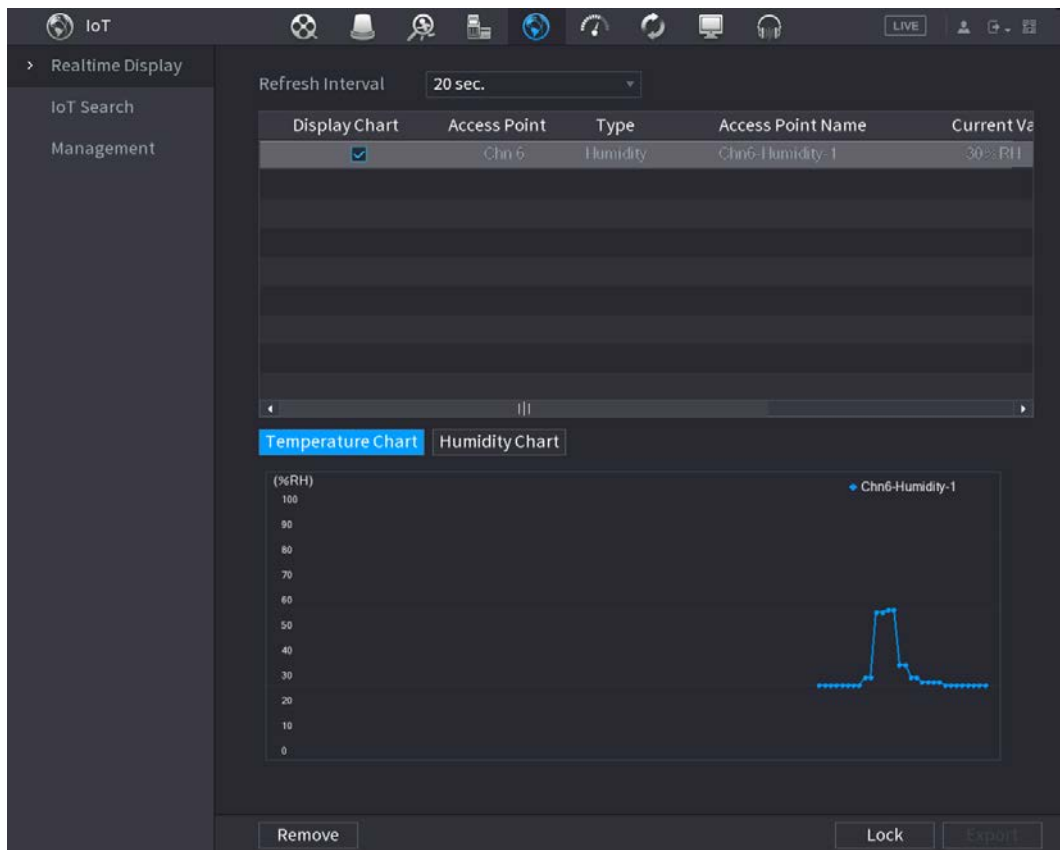 IoT
LIVE
Realtime Display
IoT Search
Management
Refresh Interval 20 sec.
Display Chart Access Point Type Access Point Name Current Va
Chn 6 Humidity Chn6-Humidity-1 30%RH
Temperature Chart Humidity Chart
(%RH)
Chn6-Humidity-1
100
90
80
70
60
50
40
30
20
10
0
Remove Lock Export